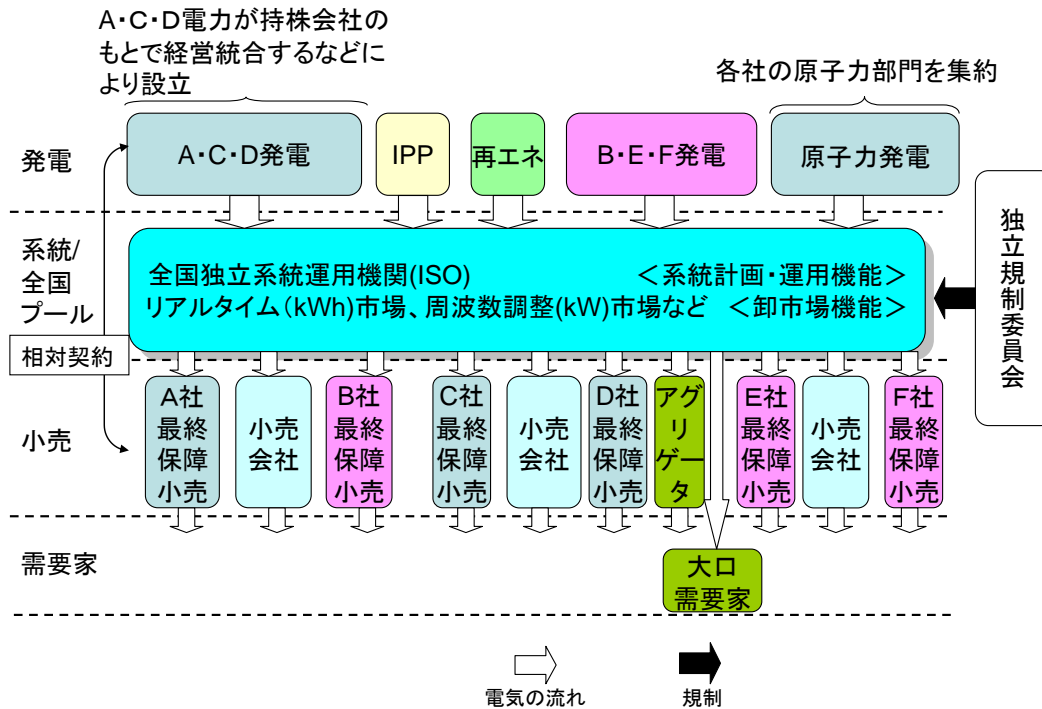 A・C・D電力が持株会社の
もとで経営統合するなどに
より設立
各社の原子力部門を集約
発電
A・C・D発電
IPP
再エネ
B・E・F発電
原子力発電
独立規制委員会
系統/
全国
プール
全国独立系統運用機関(ISO) <系統計画・運用機能>
リアルタイム(kWh)市場、周波数調整(kW)市場など <卸市場機能>
相対契約
小売
A社
最終
保障
小売
小売
会社
B社
最終
保障
小売
C社
最終
保障
小売
小売
会社
D社
最終
保障
小売
アグ
リ
ゲー
タ
E社
最終
保障
小売
小売
会社
F社
最終
保障
小売
需要家
大口
需要家
電気の流れ
規制